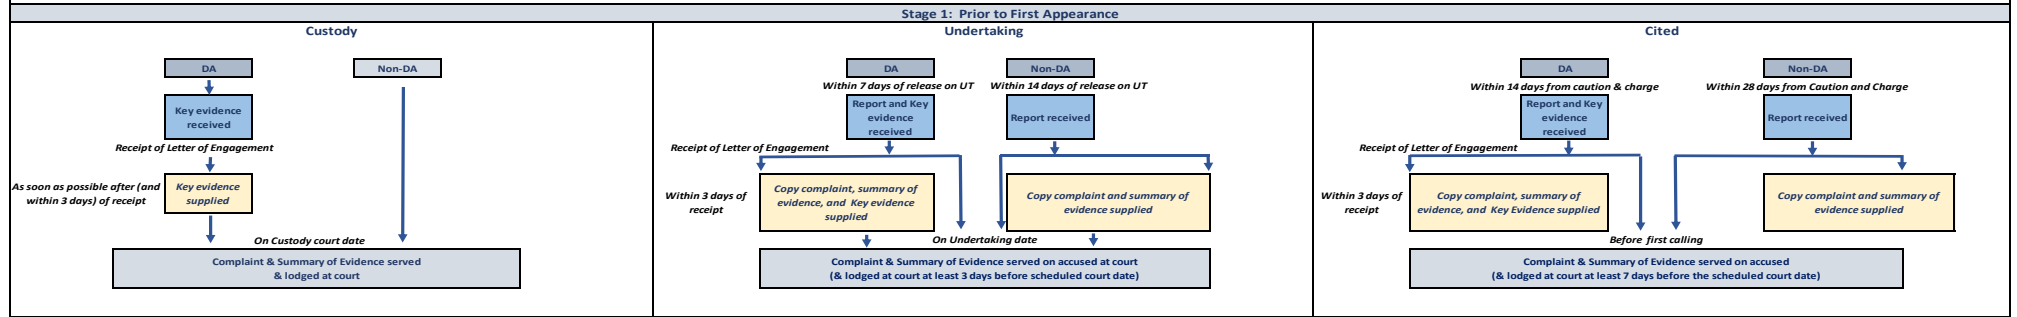 Stage 1: Prior to First Appearance
Custody
DA
Non-DA
Key evidence
received
Receipt of Letter of Engagement
As soon as possible after (and
within 3 days) of receipt
Key evidence
supplied
On Custody court date
Complaint & Summary of Evidence served
& lodged at court
Undertaking
DA
Non-DA
Within 7 days of release on UT
Within 14 days of release on UT
Report and Key
evidence
received
Report received
Receipt of Letter of Engagement
Within 3 days of
receipt
Copy complaint, summary of
evidence, and Key evidence
supplied
Copy complaint and summary of
evidence supplied
On Undertaking date
Complaint & Summary of Evidence served on accused at court
(& lodged at court at least 3 days before scheduled court date)
Cited
DA
Non-DA
Within 14 days from caution & charge
Within 28 days from Caution and Charge
Report and Key
evidence
received
Report received
Receipt of Letter of Engagement
Within 3 days of
receipt
Copy complaint, summary of
evidence, and Key Evidence supplied
Copy complaint and summary of
evidence supplied
Before first calling
Complaint & Summary of Evidence served on accused
(& lodged at court at least 7 days before the scheduled court date)